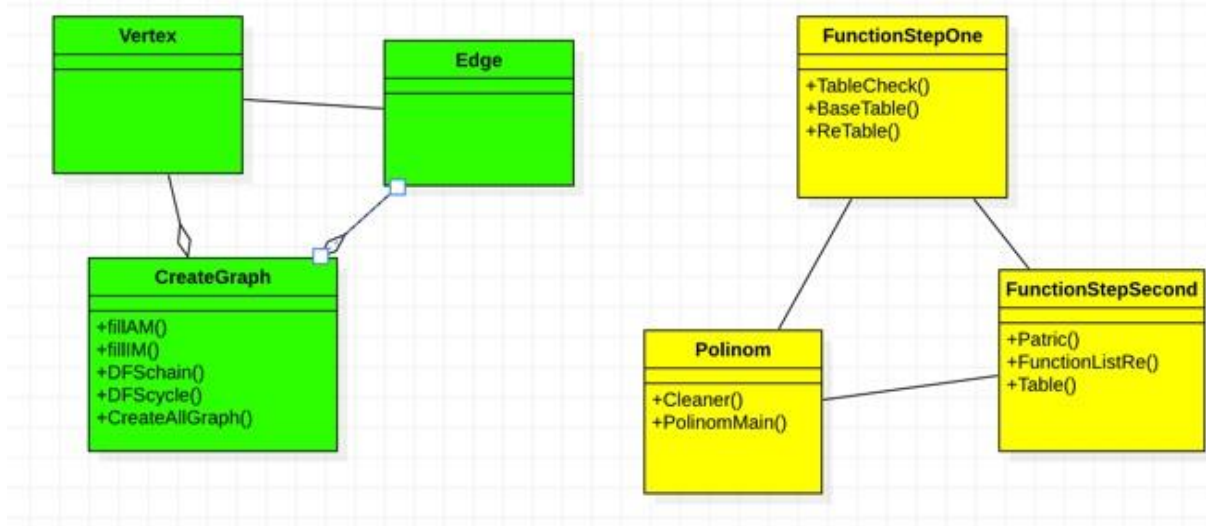 Vertex
Edge
CreateGraph
+fillAM()
+fillIM()
+DFSchain()
+DFScycle()
+CreateAllGraph()
FunctionStepOne
+TableCheck()
+BaseTable()
+ReTable()
Polinom
+Cleaner()
+PolinomMain()
FunctionStepSecond
+Patric()
+FunctionListRe()
+Table()